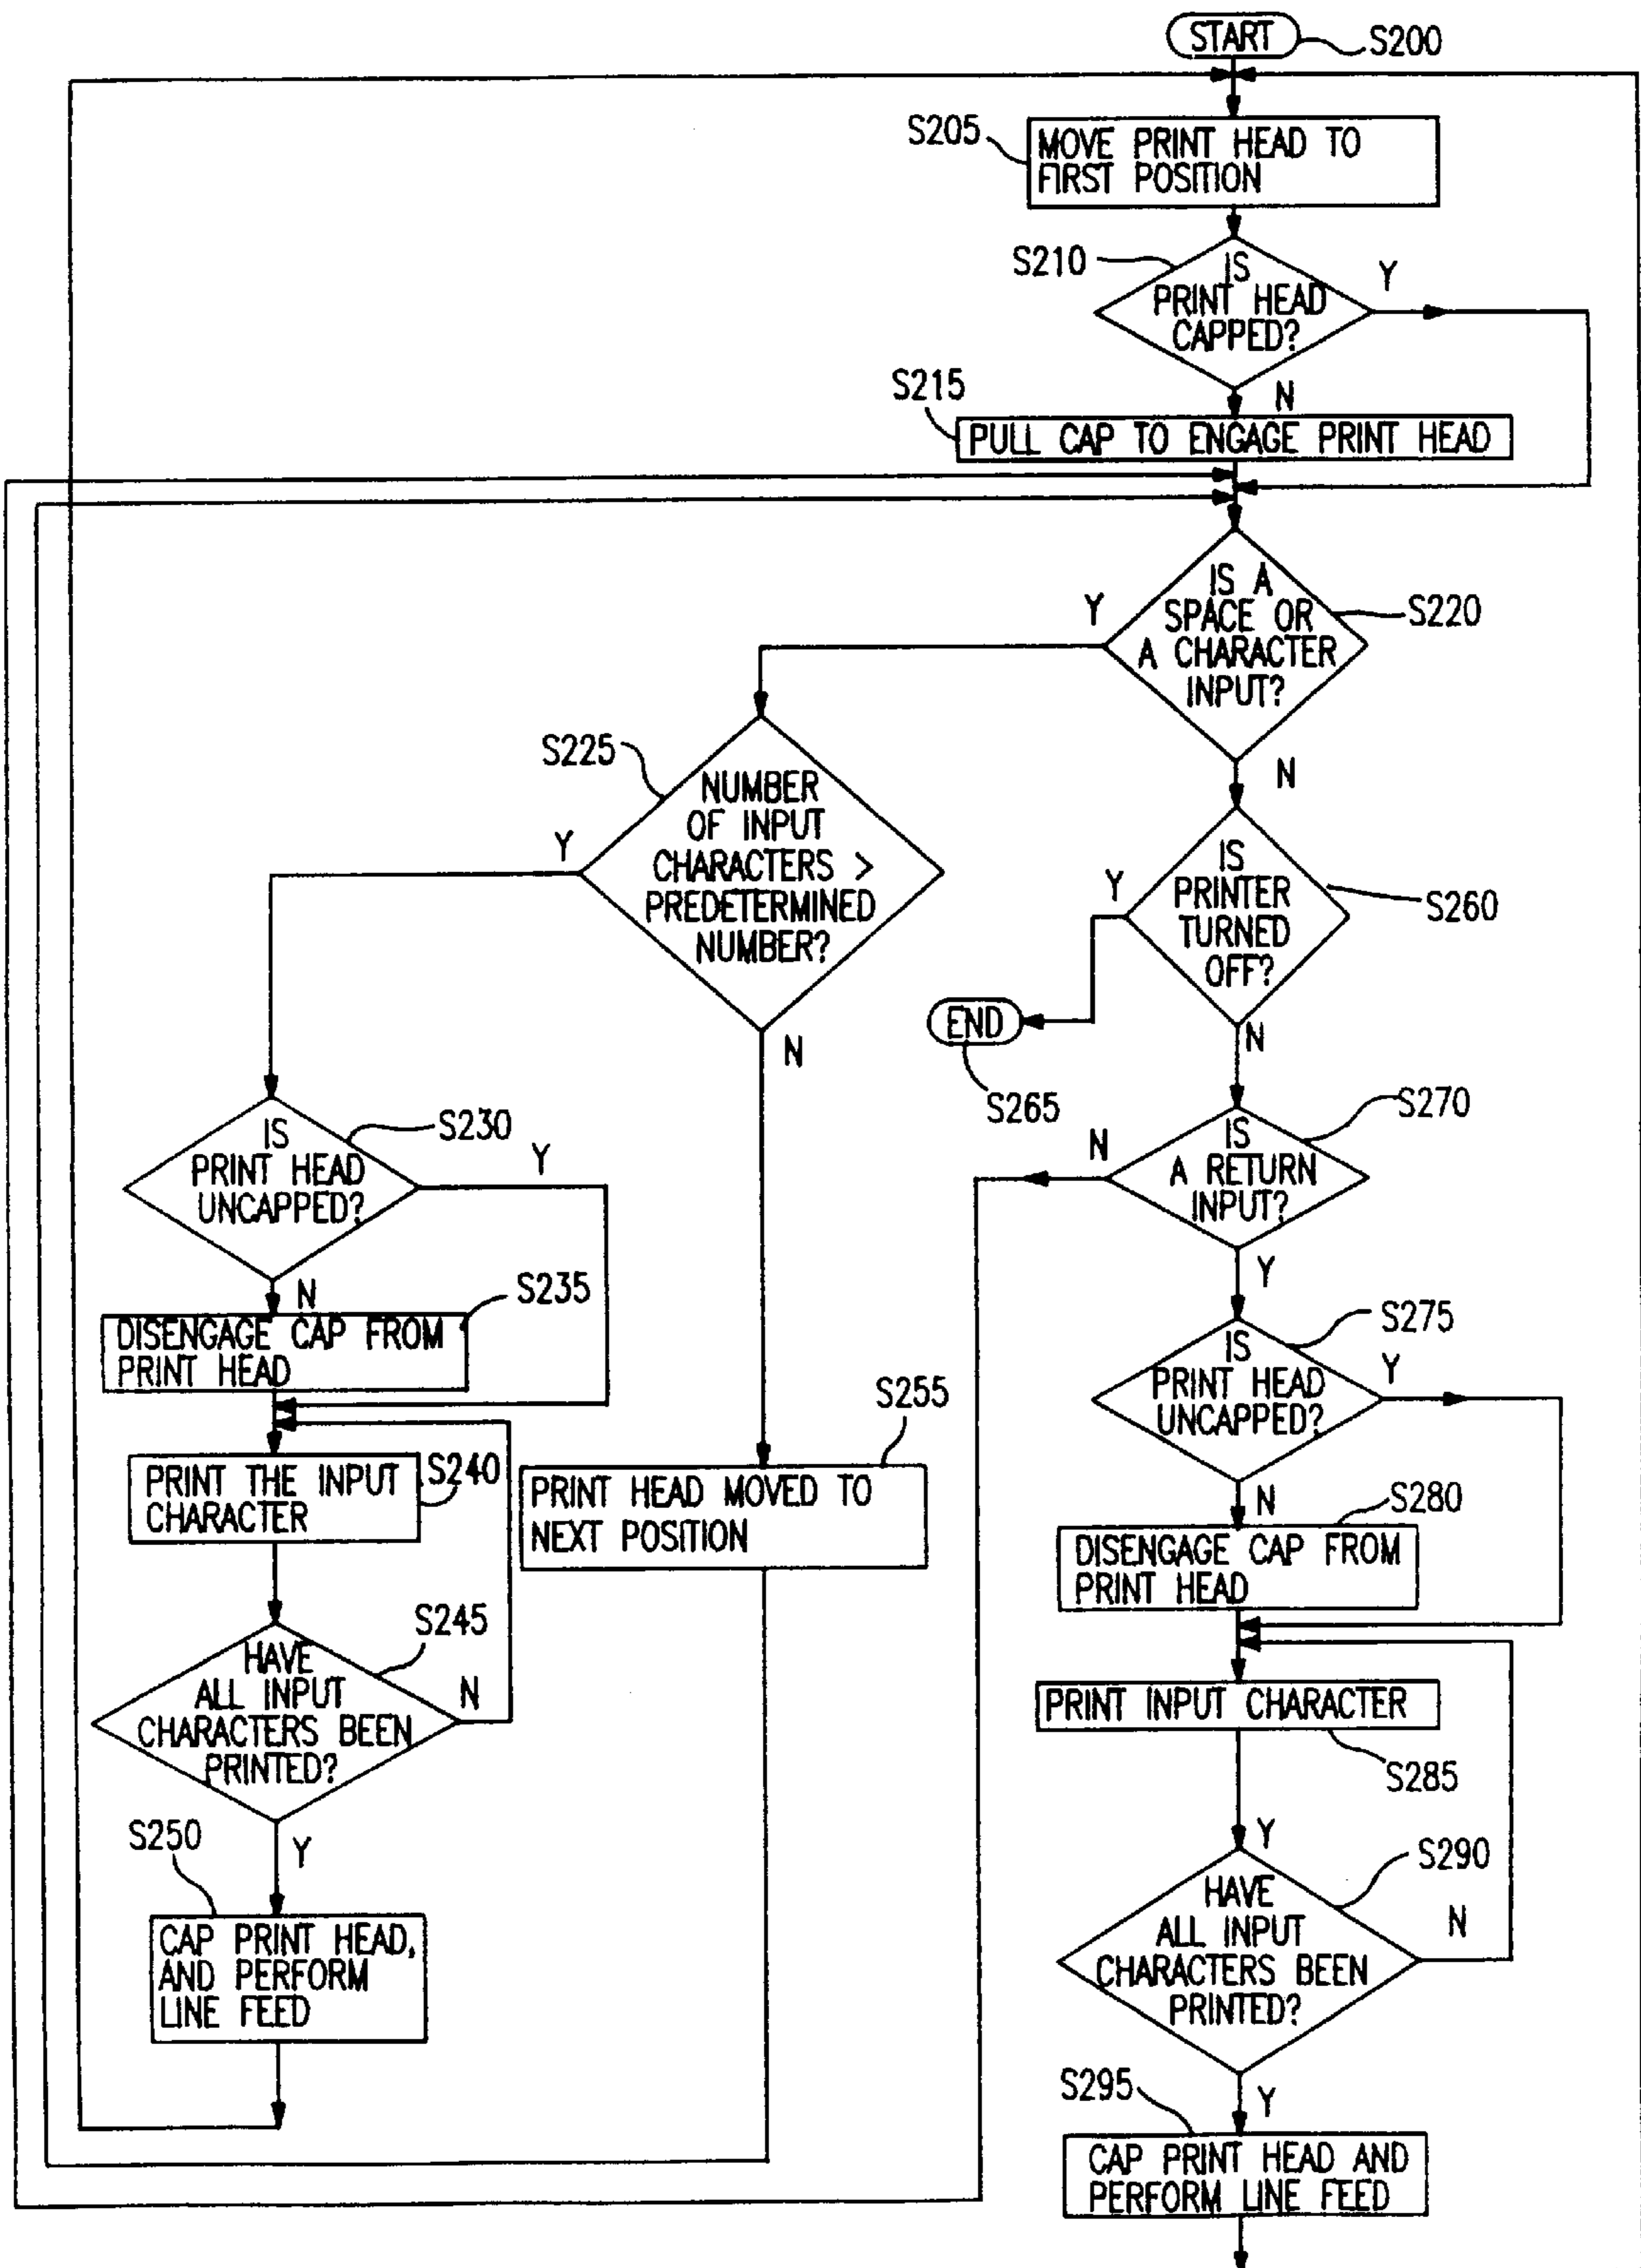 START
S200
S205
MOVE PRINT HEAD TO
FIRST POSITION
S210
IS
PRINT HEAD
CAPPED?
Y
N
S215
PULL CAP TO ENGAGE PRINT HEAD
IS A
SPACE OR
A CHARACTER
INPUT?
S220
Y
N
S225
NUMBER
OF INPUT
CHARACTERS >
PREDETERMINED
NUMBER?
Y
N
IS
PRINTER
TURNED
OFF?
S260
Y
N
END
S265
S230
IS
PRINT HEAD
UNCAPPED?
Y
N
S270
IS
A RETURN
INPUT?
N
Y
S235
DISENGAGE CAP FROM
PRINT HEAD
S275
IS
PRINT HEAD
UNCAPPED?
Y
N
S240
PRINT THE INPUT
CHARACTER
S255
PRINT HEAD MOVED TO
NEXT POSITION
S280
DISENGAGE CAP FROM
PRINT HEAD
S245
HAVE
ALL INPUT
CHARACTERS BEEN
PRINTED?
N
Y
PRINT INPUT CHARACTER
S285
Y
S250
CAP PRINT HEAD,
AND PERFORM
LINE FEED
S290
HAVE
ALL INPUT
CHARACTERS BEEN
PRINTED?
N
Y
S295
CAP PRINT HEAD AND
PERFORM LINE FEED